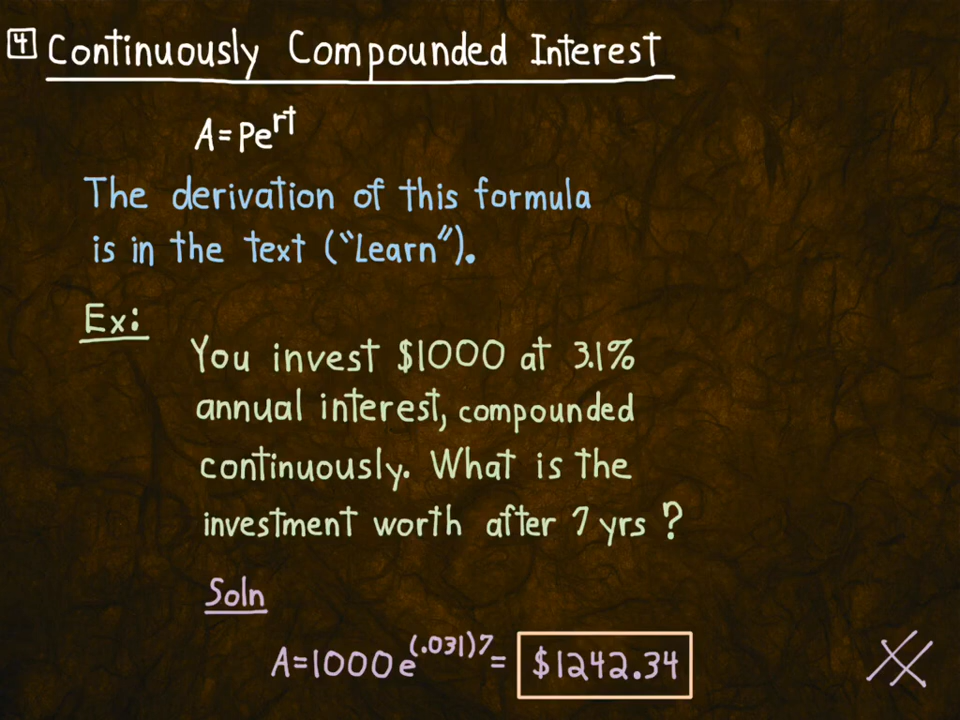 4 Continuously Compounded Interest
A=Pe^rt
The derivation of this formula
is in the text ("Learn").
Ex:
You invest $1000 at 3.1%
annual interest, compounded
continuously. What is the
investment worth after 7 yrs ?
Soln
A=1000e^(.031)7 = $1242.34